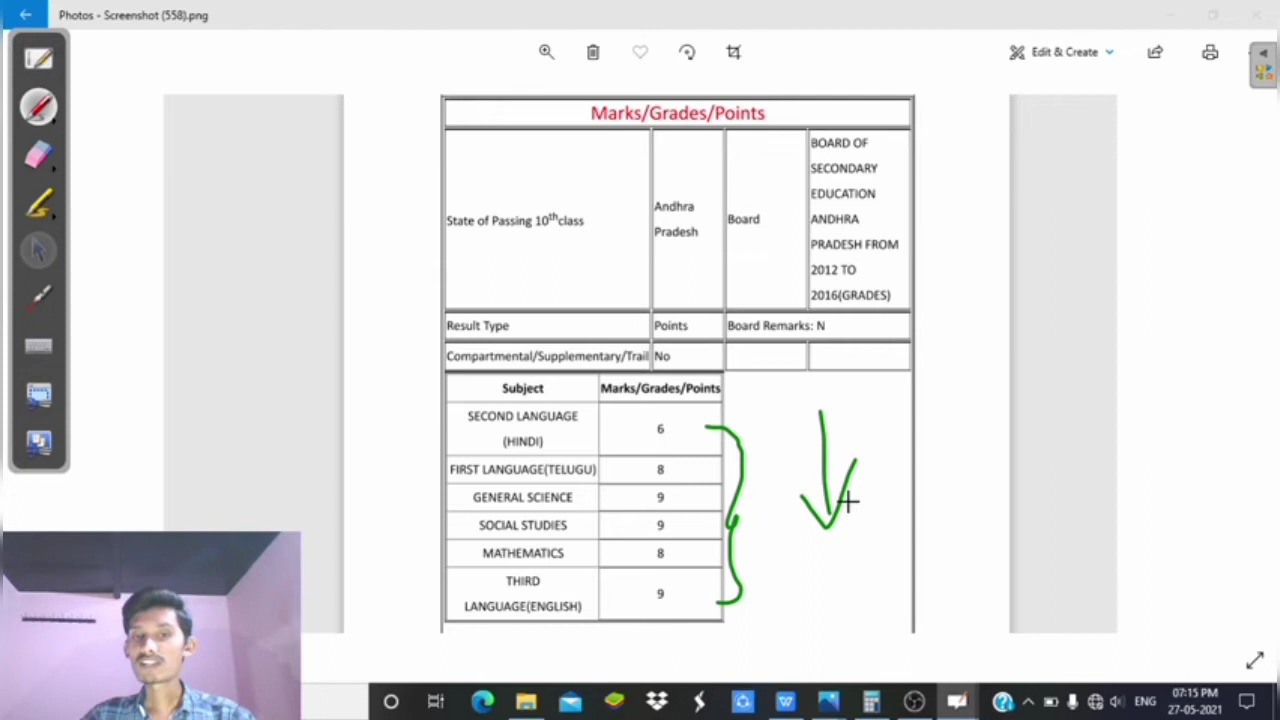 Photos - Screenshot (558).png
Edit & Create
Marks/Grades/Points
State of Passing 10thclass
Andhra
Pradesh
Board
BOARD OF
SECONDARY
EDUCATION
ANDHRA
PRADESH FROM
2012 TO
2016(GRADES)
Result Type
Points
Board Remarks: N
Compartmental/Supplementary/Trail
No
Subject
Marks/Grades/Points
SECOND LANGUAGE
(HINDI)
6
FIRST LANGUAGE(TELUGU)
8
GENERAL SCIENCE
9
SOCIAL STUDIES
9
MATHEMATICS
8
THIRD
LANGUAGE(ENGLISH)
9
ENG
07:15 PM
27-05-2021